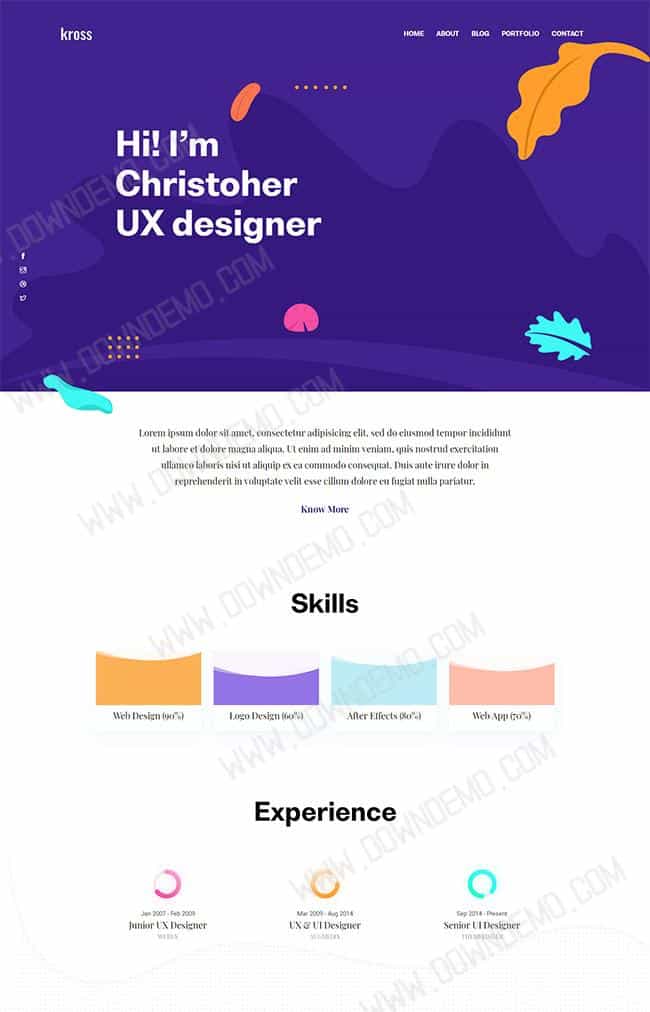 kross
HOME ABOUT BLOG PORTFOLIO CONTACT
Hi! I'm
Christoher
UX designer
Lorem ipsum dolor sit amet, consectetur adipisicing elit, sed do eiusmod tempor incididunt
ut labore et dolore magna aliqua. Ut enim ad minim veniam, quis nostrud exercitation
ullamco laboris nisi ut aliquip ex ea commodo consequat. Duis aute irure dolor in
reprehenderit in voluptate velit esse cillum dolore eu fugiat nulla pariatur.
Know More
Skills
Web Design (90%) Logo Design (60%) After Effects (80%) Web App (70%)
Experience
Jan 2007 - Feb 2009 Mar 2009 - Aug 2014 Sep 2014 - Present
Junior UX Designer UX & UI Designer Senior UI Designer
WWW.DOWNDEMO.COM